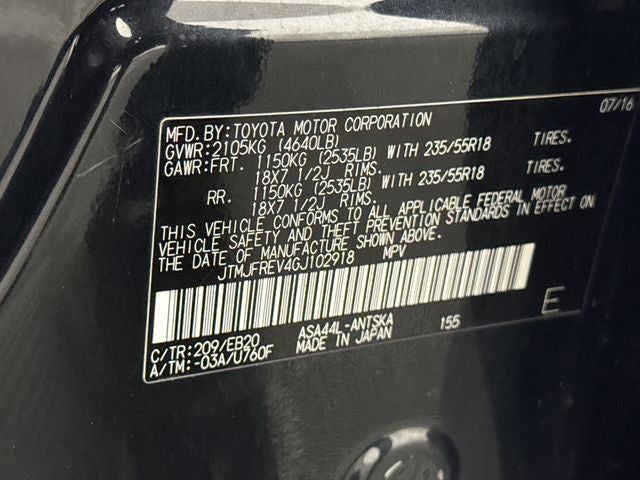 MFD. BY: TOYOTA MOTOR CORPORATION 07/16
GVWR: 2105KG (4640LB)
GAWR: FRT. 1150KG (2535LB) WITH 235/55R18 TIRES.
18X7 1/2J RIMS.
RR. 1150KG (2535LB) WITH 235/55R18 TIRES.
18X7 1/2J RIMS.
THIS VEHICLE CONFORMS TO ALL APPLICABLE FEDERAL MOTOR
VEHICLE SAFETY AND THEFT PREVENTION STANDARDS IN EFFECT ON
THE DATE OF MANUFACTURE SHOWN ABOVE.
JTMJFREV4GJ102918 MPV
E
C/TR: 209/EB20 ASA44L-ANTSKA 155
A/TM: -03A/U760F MADE IN JAPAN